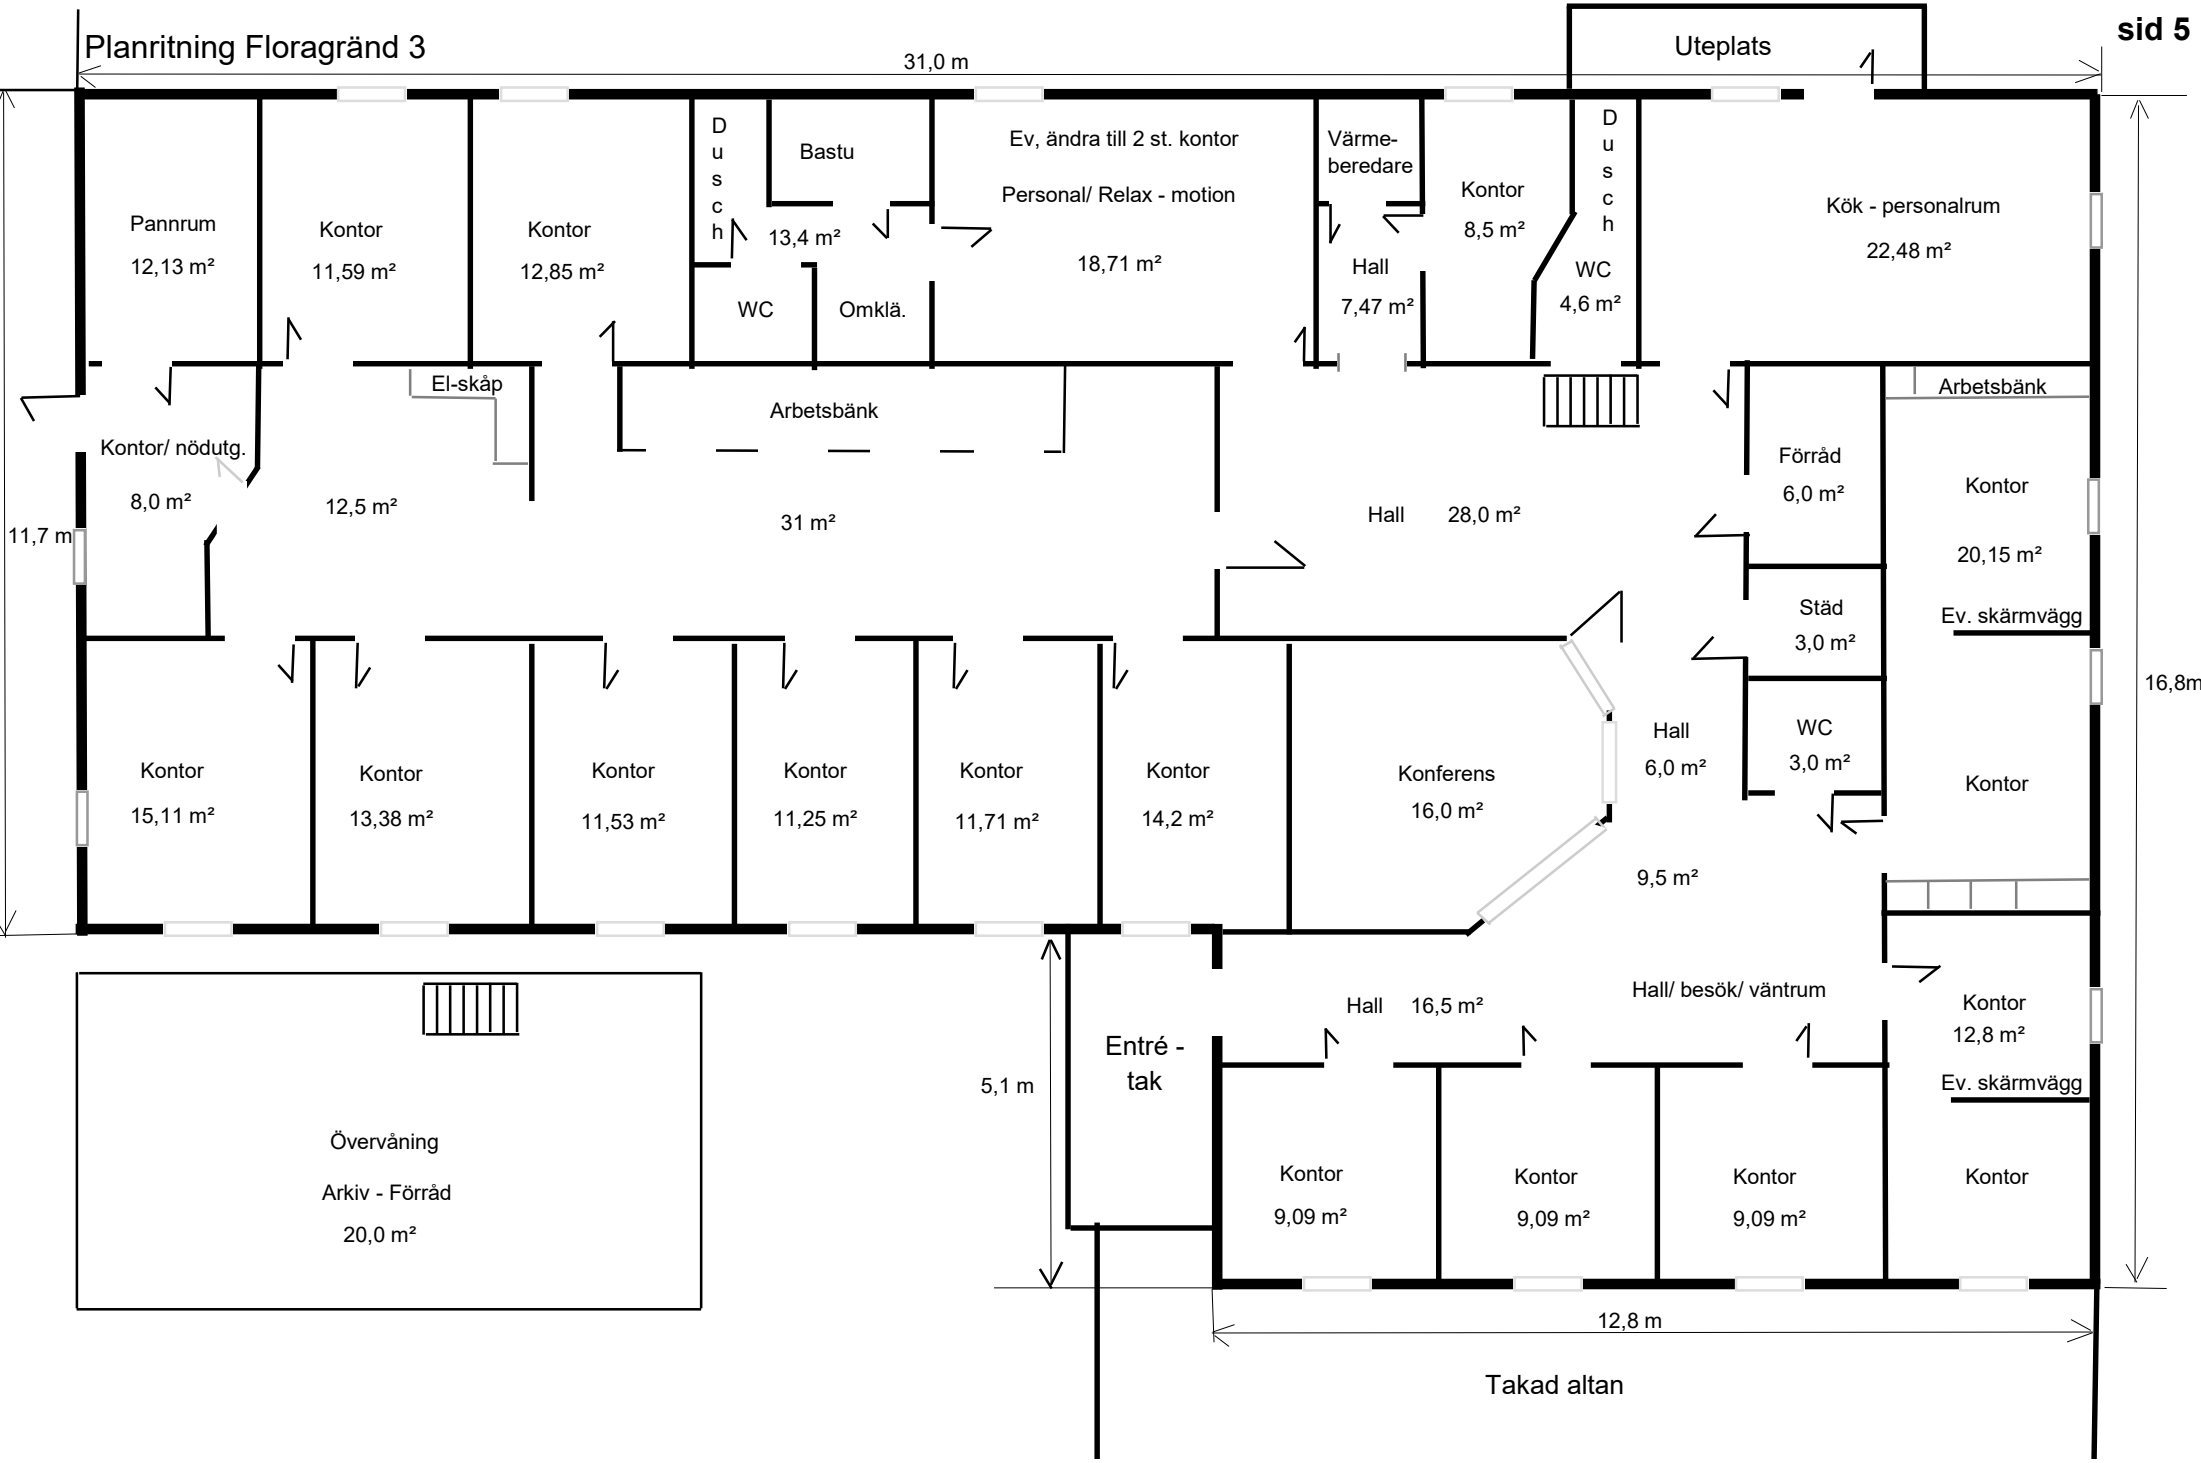 Planritning Floragränd 3
sid 5
Uteplats
31,0 m
Pannrum
12,13 m²
Kontor
11,59 m²
Kontor
12,85 m²
Dusch
Bastu
13,4 m²
WC
Omklä.
Ev, ändra till 2 st. kontor
Personal/ Relax - motion
18,71 m²
Värme-
beredare
Hall
7,47 m²
Kontor
8,5 m²
Dusch
WC
4,6 m²
Kök - personalrum
22,48 m²
El-skåp
Arbetsbänk
Arbetsbänk
Kontor/ nödutg.
8,0 m²
11,7 m
12,5 m²
31 m²
Hall 28,0 m²
Förråd
6,0 m²
Kontor
20,15 m²
Ev. skärmvägg
Städ
3,0 m²
16,8m
Kontor
15,11 m²
Kontor
13,38 m²
Kontor
11,53 m²
Kontor
11,25 m²
Kontor
11,71 m²
Kontor
14,2 m²
Konferens
16,0 m²
Hall
6,0 m²
WC
3,0 m²
Kontor
9,5 m²
Hall 16,5 m²
Hall/ besök/ väntrum
Kontor
12,8 m²
Ev. skärmvägg
Entré -
tak
5,1 m
Övervåning
Arkiv - Förråd
20,0 m²
Kontor
9,09 m²
Kontor
9,09 m²
Kontor
9,09 m²
Kontor
12,8 m
Takad altan